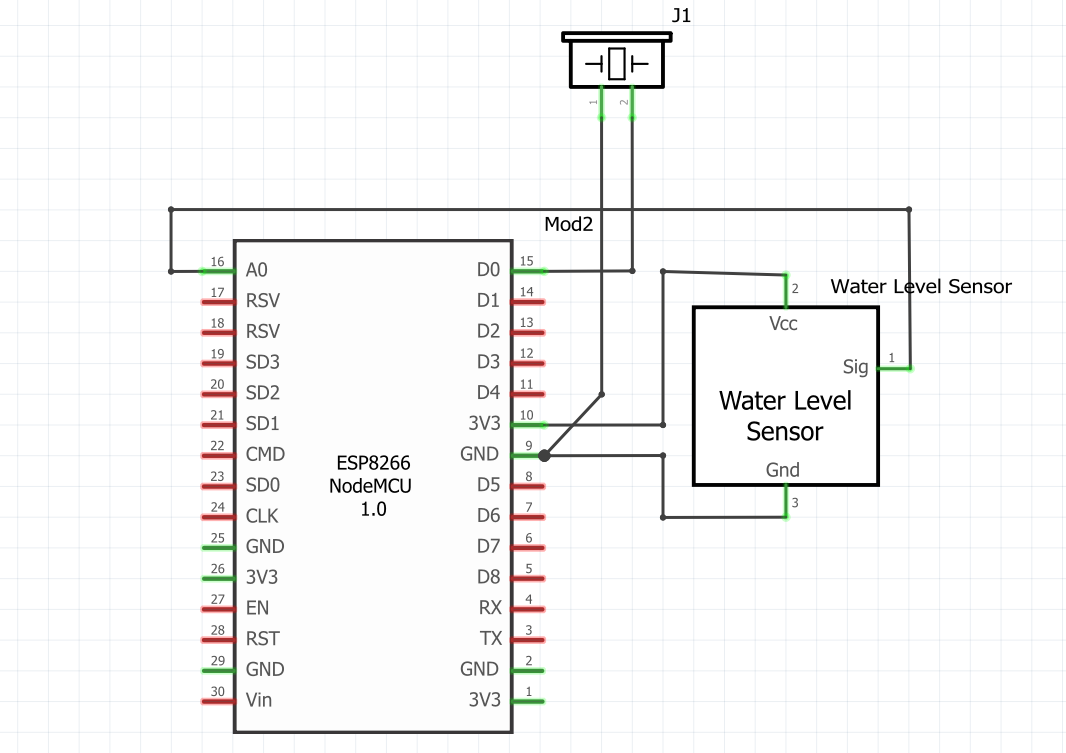 J1
1 2
Mod2
16 A0 D0 15
17 RSV D1 14
18 RSV D2 13
19 SD3 D3 12
20 SD2 D4 11
21 SD1 3V3 10
22 CMD GND 9
23 SD0 D5 8
24 CLK D6 7
25 GND D7 6
26 3V3 D8 5
27 EN RX 4
28 RST TX 3
29 GND GND 2
30 Vin 3V3 1
ESP8266
NodeMCU
1.0
Water Level Sensor
2
Vcc
Sig 1
Water Level
Sensor
Gnd
3